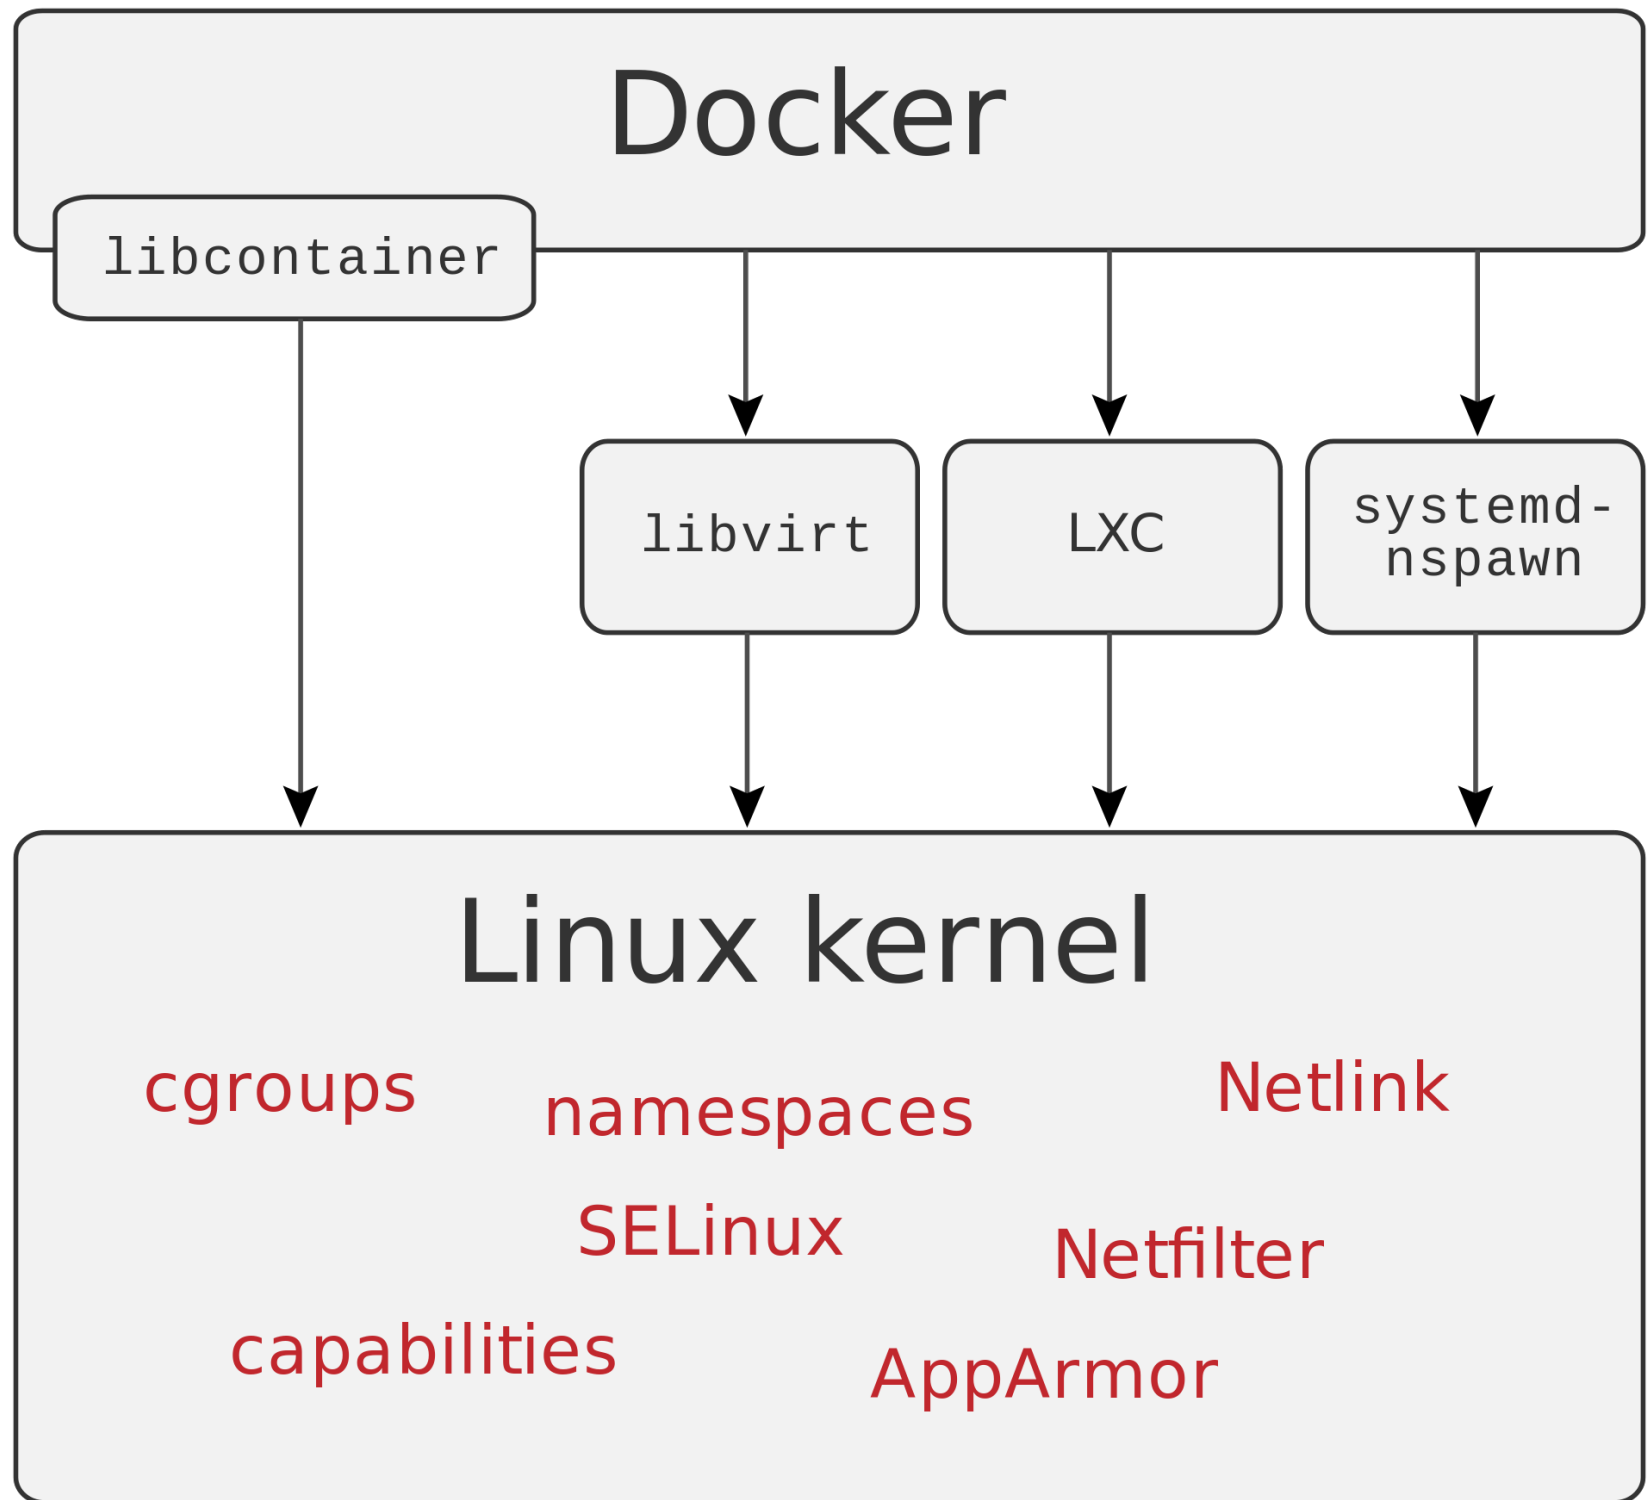 Docker
libcontainer
libvirt
LXC
systemd-
nspawn
Linux kernel
cgroups
namespaces
Netlink
SELinux
Netfilter
capabilities
AppArmor